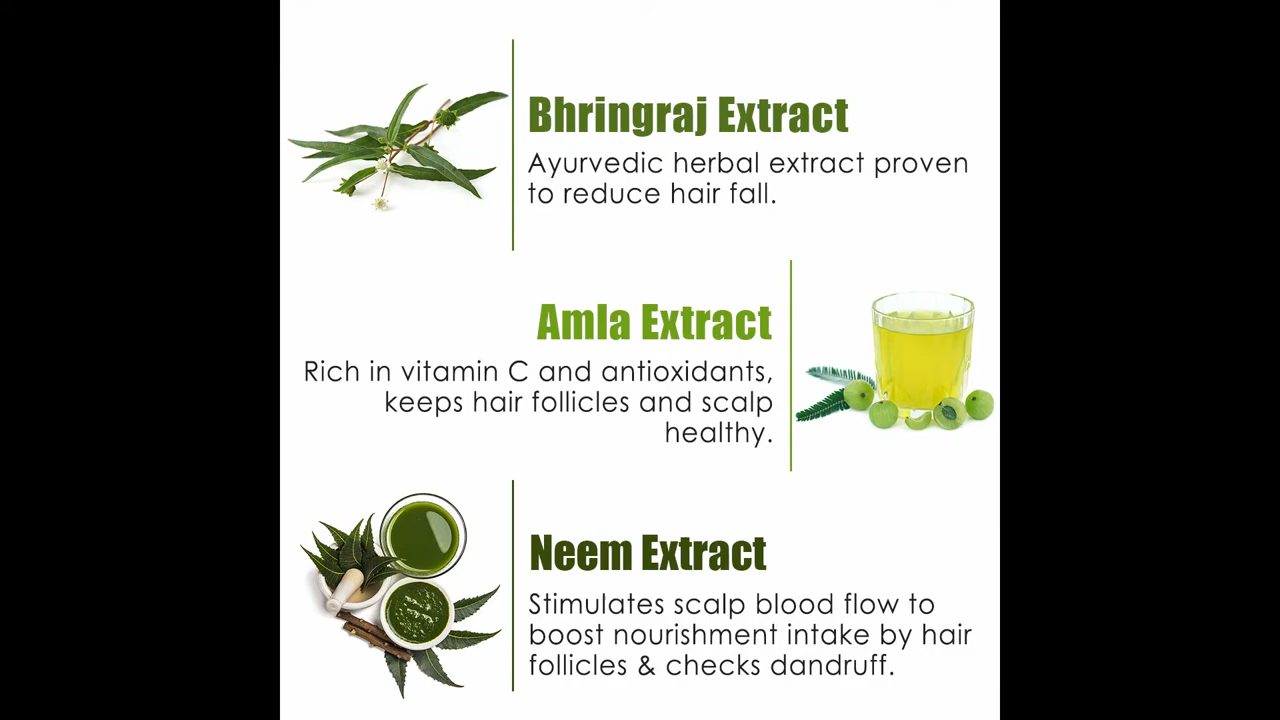 Bhringraj Extract
Ayurvedic herbal extract proven
to reduce hair fall.
Amla Extract
Rich in vitamin C and antioxidants,
keeps hair follicles and scalp
healthy.
Neem Extract
Stimulates scalp blood flow to
boost nourishment intake by hair
follicles & checks dandruff.